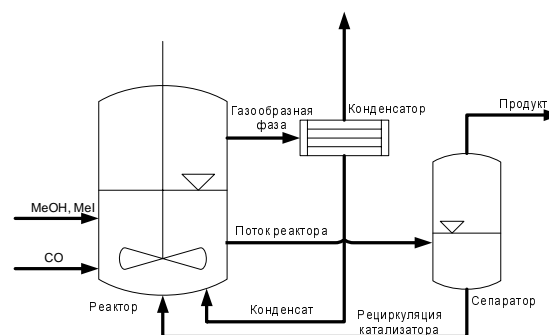 Газообразная
фаза
Конденсатор
Продукт
MeOH, MeI
Поток реактора
CO
Реактор
Конденсат
Рециркуляция
катализатора
Сепаратор